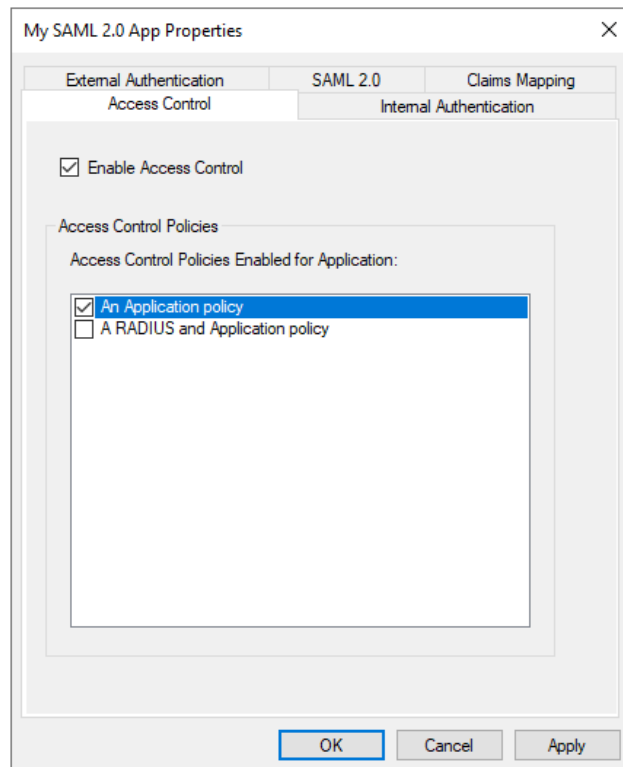 My SAML 2.0 App Properties
External Authentication SAML 2.0 Claims Mapping
Access Control Internal Authentication
Enable Access Control
Access Control Policies
Access Control Policies Enabled for Application:
An Application policy
A RADIUS and Application policy
OK Cancel Apply